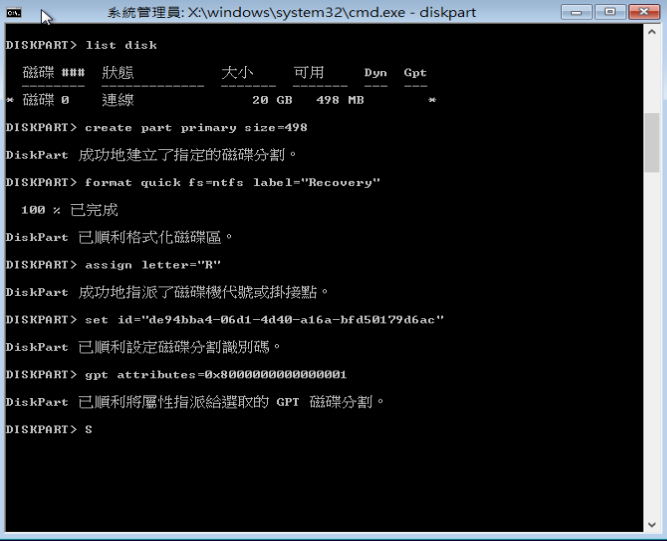 系統管理員: X:\windows\system32\cmd.exe - diskpart
DISKPART> list disk
磁碟 ### 狀態 大小 可用 Dyn Gpt
-------- ------------- ------- ------- --- ---
* 磁碟 0 連線 20 GB 498 MB *
DISKPART> create part primary size=498
DiskPart 成功地建立了指定的磁碟分割。
DISKPART> format quick fs=ntfs label="Recovery"
100 % 已完成
DiskPart 已順利格式化磁碟區。
DISKPART> assign letter="R"
DiskPart 成功地指派了磁碟機代號或掛接點。
DISKPART> set id="de94bba4-06d1-4d40-a16a-bfd50179d6ac"
DiskPart 已順利設定磁碟分割識別碼。
DISKPART> gpt attributes=0x8000000000000001
DiskPart 已順利將屬性指派給選取的 GPT 磁碟分割。
DISKPART> S